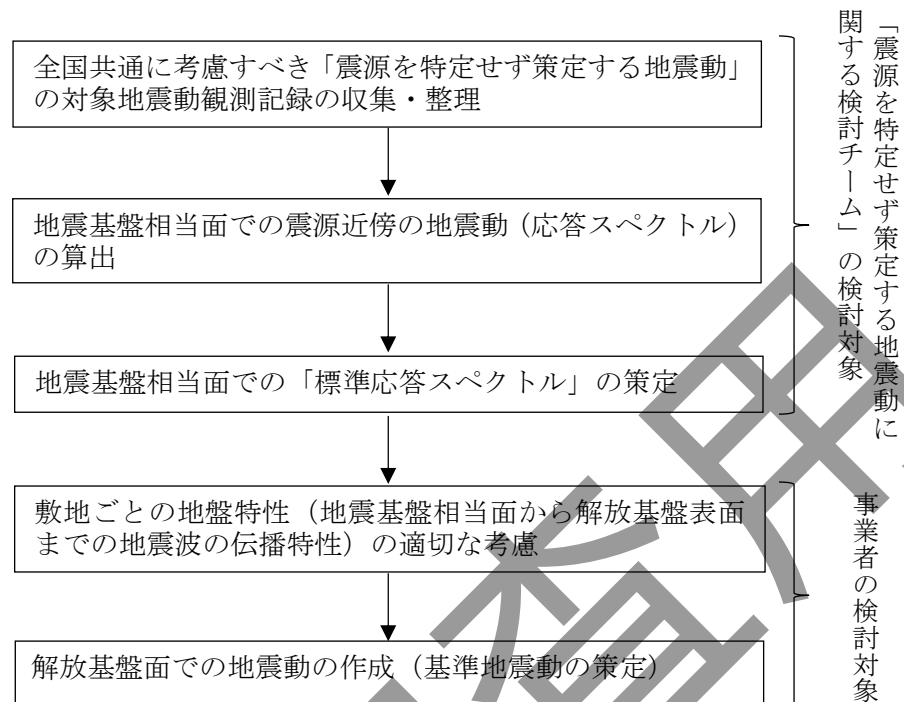 全国共通に考慮すべき「震源を特定せず策定する地震動」
の対象地震動観測記録の収集・整理
地震基盤相当面での震源近傍の地震動（応答スペクトル）
の算出
地震基盤相当面での「標準応答スペクトル」の策定
「震源を特定せず策定する地震動に
関する検討チーム」の検討対象
敷地ごとの地盤特性（地震基盤相当面から解放基盤表面
までの地震波の伝播特性）の適切な考慮
解放基盤面での地震動の作成（基準地震動の策定）
事業者の検討対象